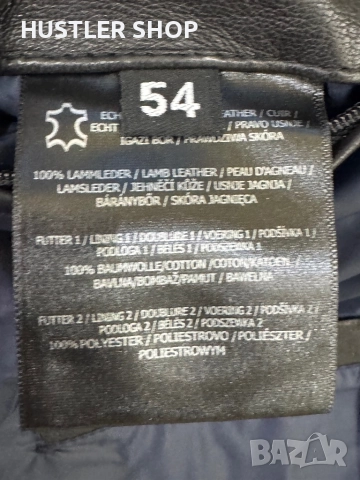 HUSTLER SHOP
54
ECHT LEATHER / CUIR /
ECHT / PRAVO USNJE /
IGAZI BŐR / PRAWDZIWA SKÓRA
100% LAMMLEDER / LAMB LEATHER / PEAU D'AGNEAU /
LAMSLEDER / JEHNĚČÍ KŮŽE / USNJE JAGNJA /
BÁRÁNYBŐR / SKÓRA JAGNIĘCA
FUTTER 1 / LINING 1 / DOUBLURE 1 / VOERING 1 / PODŠÍVKA 1 /
PODLOGA 1 / BÉLÉS 1 / PODSZEWKA 1
100% BAUMWOLLE/COTTON /COTON/KATOEN /
BAVLNA/BOMBAŽ/PAMUT / BAWEŁNA
FUTTER 2 / LINING 2 / DOUBLURE 2 / VOERING 2 / PODŠÍVKA 2 /
PODLOGA 2 / BÉLÉS 2 / PODSZEWKA 2
100% POLYESTER / POLIESTROVO / POLIÉSZTER /
POLIESTROWYM
BAZAR